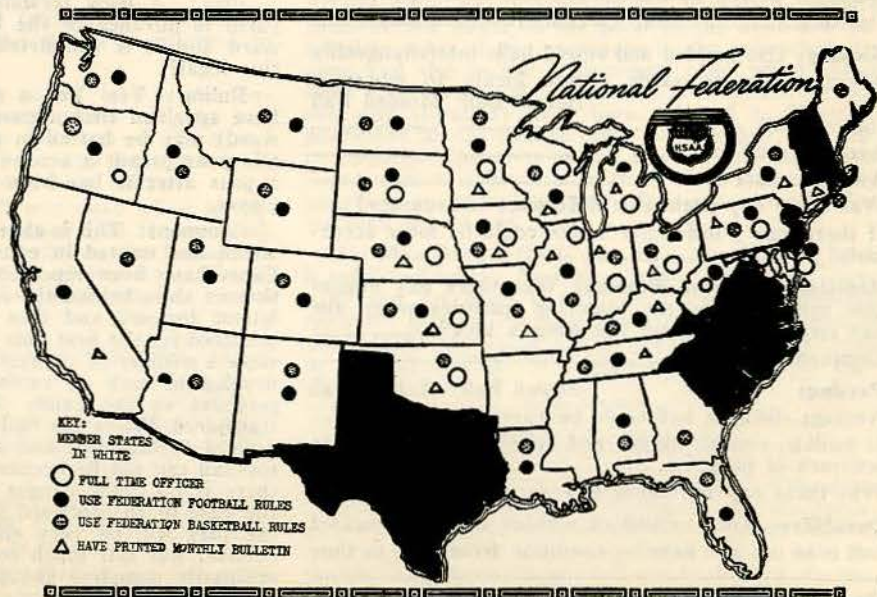 National Federation
HSAA
KEY:
MEMBER STATES
IN WHITE
FULL TIME OFFICER
USE FEDERATION FOOTBALL RULES
USE FEDERATION BASKETBALL RULES
HAVE PRINTED MONTHLY BULLETIN